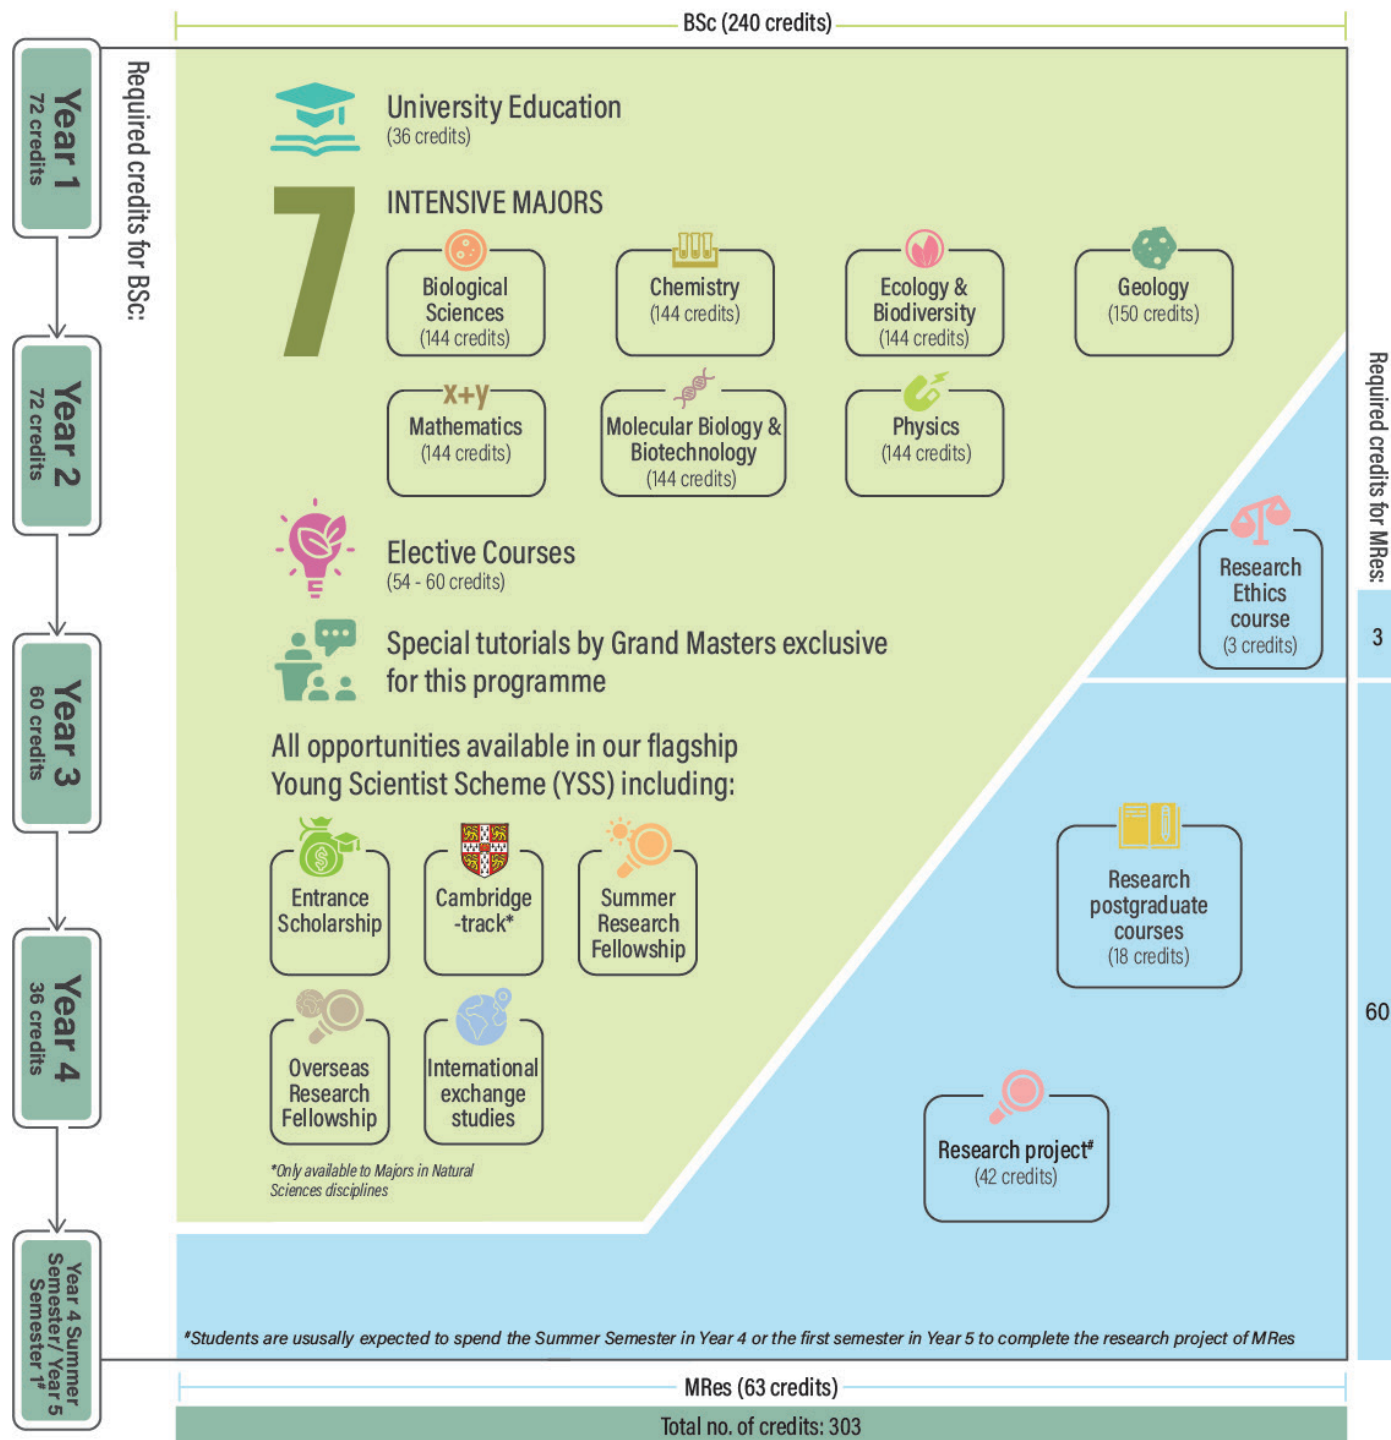 BSc (240 credits)
Required credits for BSc:
Year 1
72 credits
Year 2
72 credits
Year 3
60 credits
Year 4
36 credits
Year 4 Summer
Semester/ Year 5
Semester 1#
University Education
(36 credits)
7
INTENSIVE MAJORS
Biological
Sciences
(144 credits)
Chemistry
(144 credits)
Ecology &
Biodiversity
(144 credits)
Geology
(150 credits)
x+y
Mathematics
(144 credits)
Molecular Biology &
Biotechnology
(144 credits)
Physics
(144 credits)
Elective Courses
(54 - 60 credits)
Special tutorials by Grand Masters exclusive
for this programme
All opportunities available in our flagship
Young Scientist Scheme (YSS) including:
$
Entrance
Scholarship
Cambridge
-track*
Summer
Research
Fellowship
Overseas
Research
Fellowship
International
exchange
studies
*Only available to Majors in Natural
Sciences disciplines
Required credits for MRes:
Research
Ethics
course
(3 credits)
3
Research
postgraduate
courses
(18 credits)
60
Research project#
(42 credits)
#Students are ususally expected to spend the Summer Semester in Year 4 or the first semester in Year 5 to complete the research project of MRes
MRes (63 credits)
Total no. of credits: 303